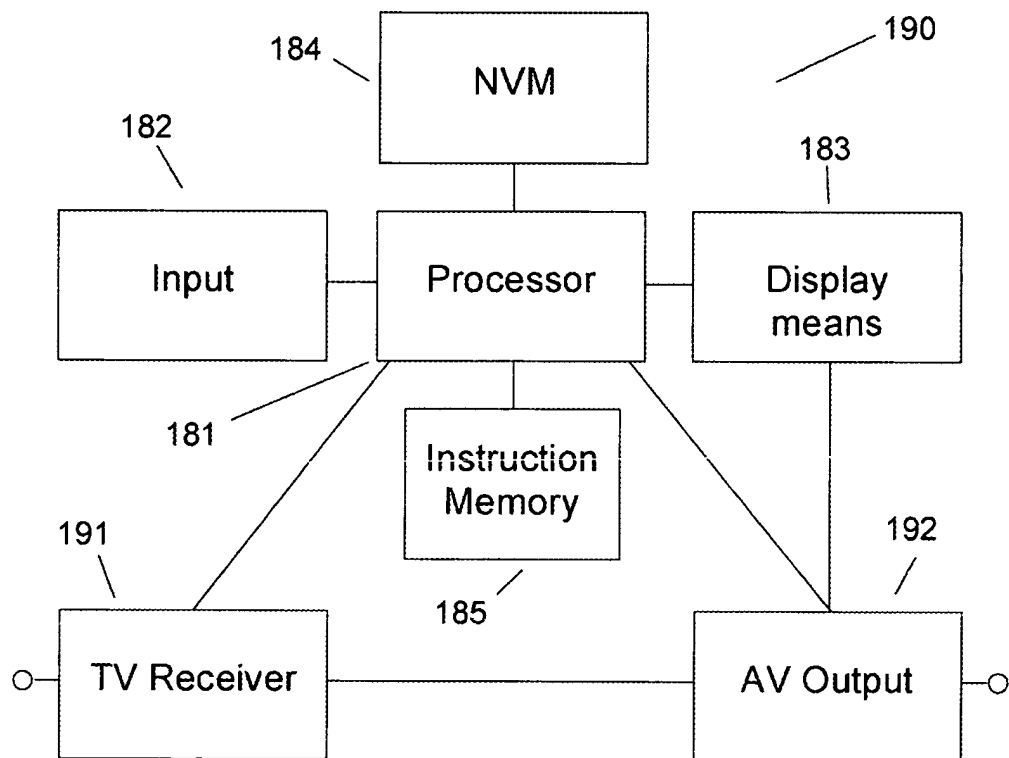 190
184
NVM
182
183
Input
Processor
Display
means
181
Instruction
Memory
191
192
185
TV Receiver
AV Output